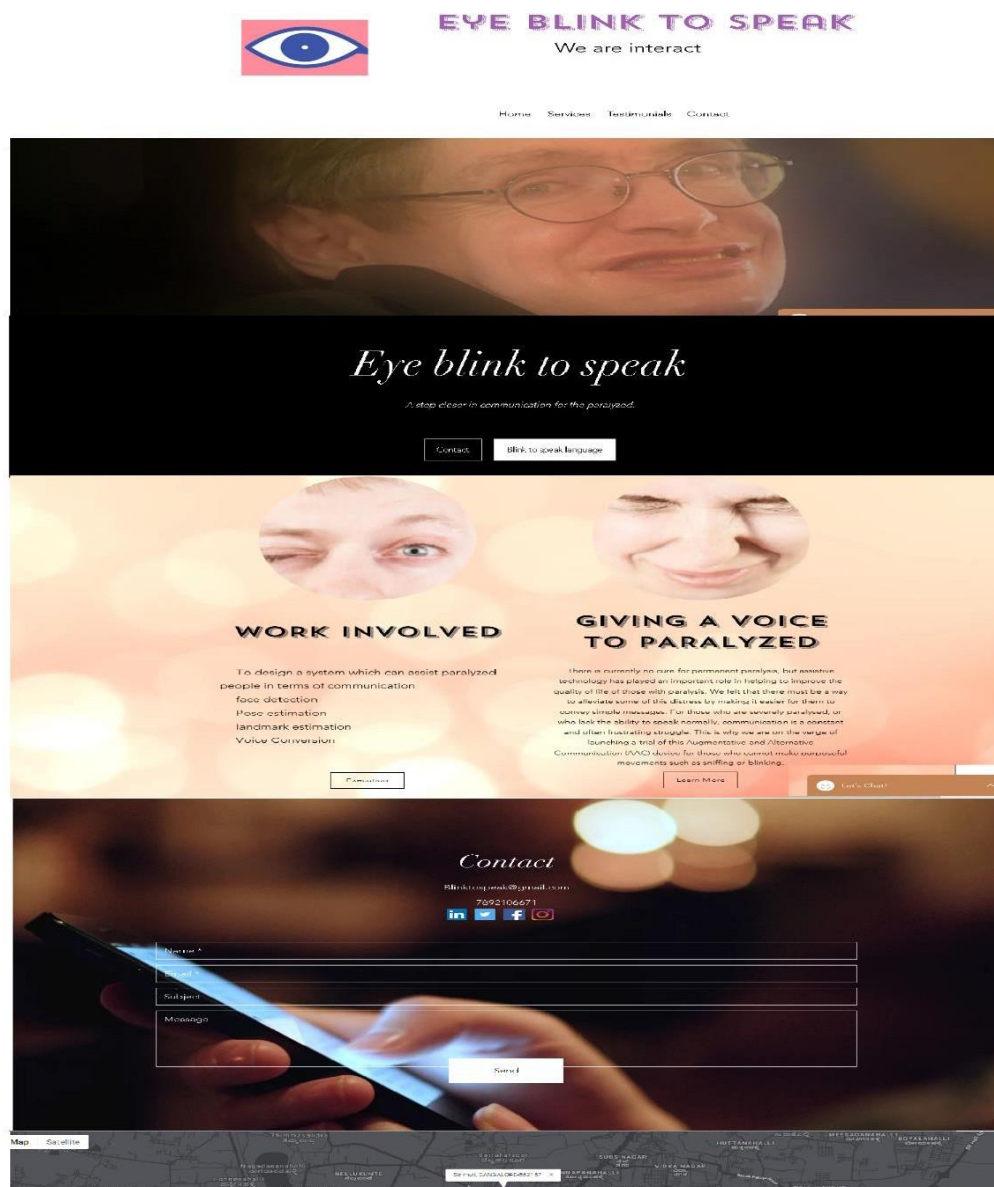 EYE BLINK TO SPEAK
We are interact
Home Services Testimonials Contact
Eye blink to speak
A step closer in communication for the paralyzed.
Contact Blink to speak language
WORK INVOLVED
To design a system which can assist paralyzed
people in terms of communication
face detection
Pose estimation
landmark estimation
Voice Conversion
Execution
GIVING A VOICE
TO PARALYZED
There is currently no cure for permanent paralysis, but assistive
technology has played an important role in helping to improve the
quality of life of those with paralysis. We felt that there must be a way
to alleviate some of this distress by making it easier for them to
convey simple messages. For those who are severely paralysed, or
who lack the ability to speak normally, communication is a constant
and often frustrating struggle. This is why we are on the verge of
launching a trial of this Augmentative and Alternative
Communication (AAC) device for those who cannot make purposeful
movements such as sniffing or blinking.
Learn More
Let's Chat!
Contact
Blinktospeak@gmail.com
7892106671
Name *
Email *
Subject
Message
Send
Map Satellite
HUTTANAHALLI
SUBS NAGAR
VIDYA NAGAR
NELLUKUNTE